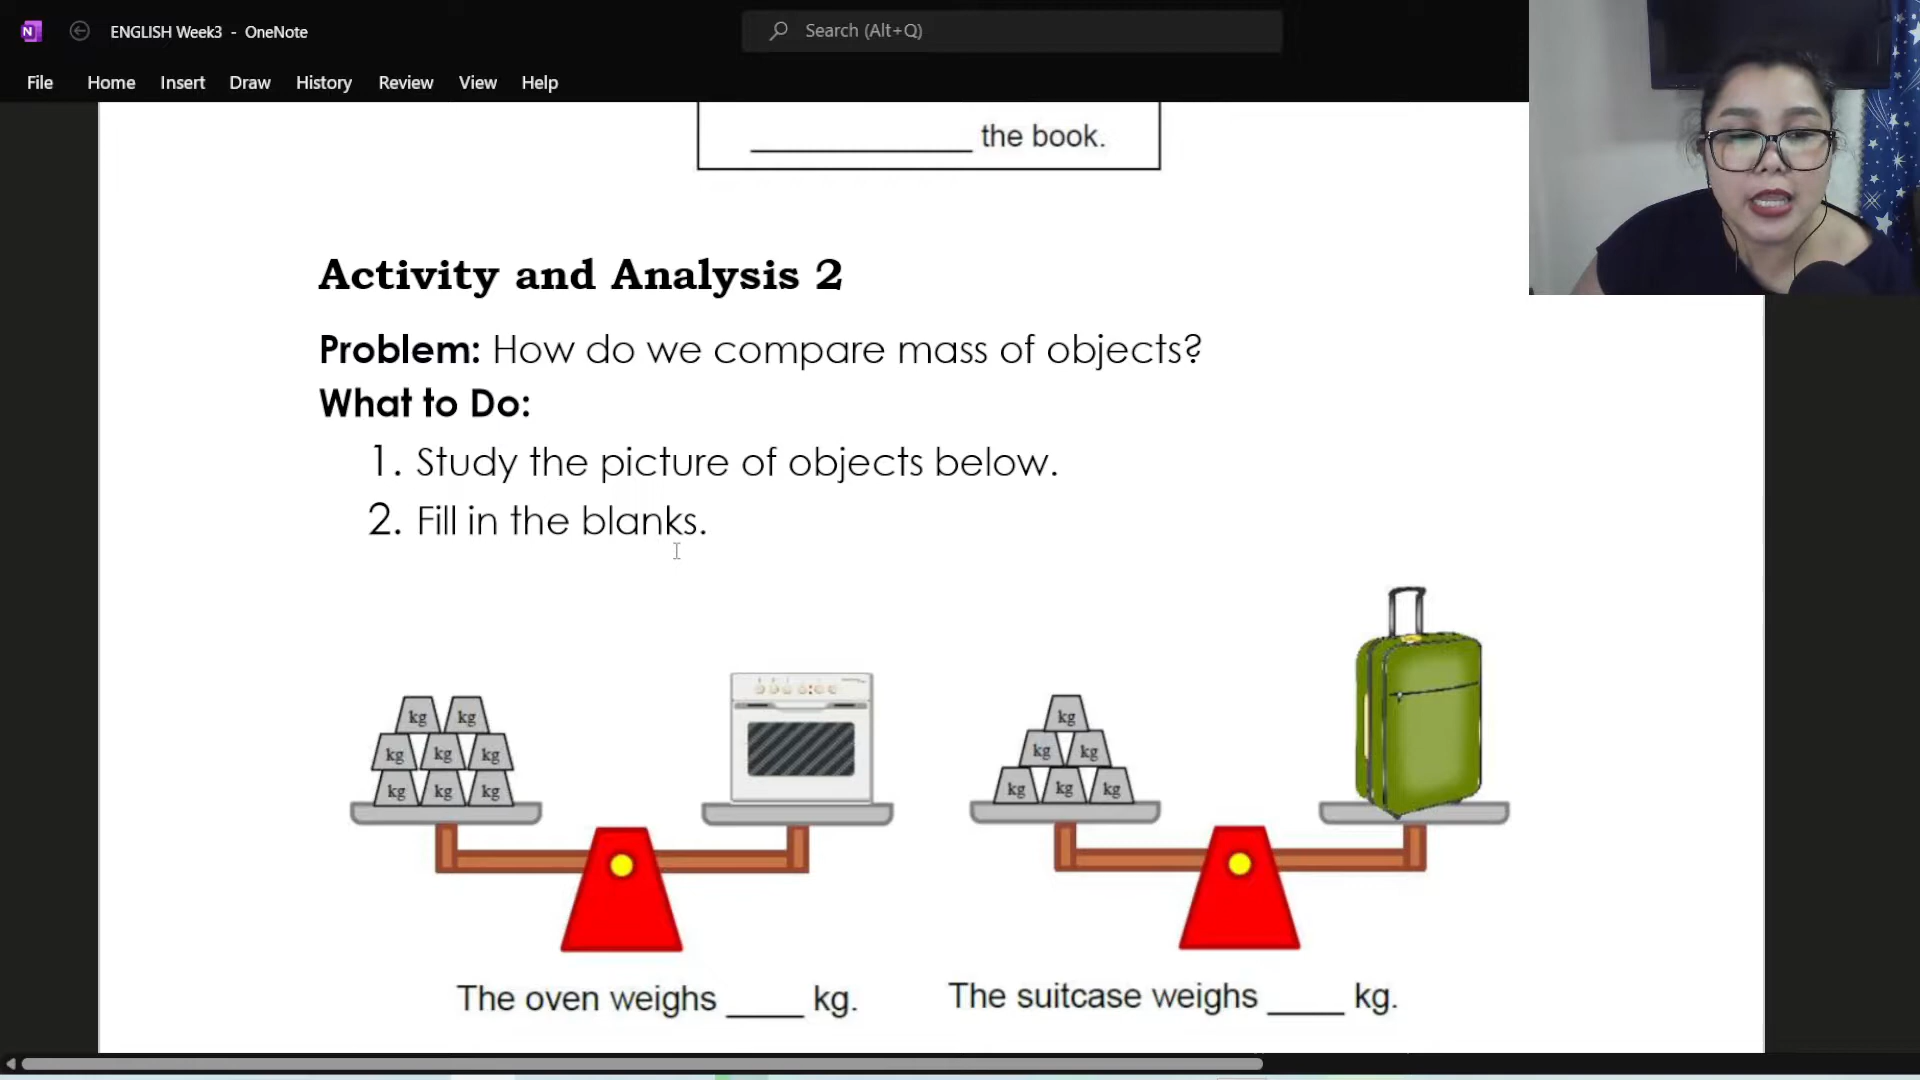 ENGLISH Week3 - OneNote
Search (Alt+Q)
File Home Insert Draw History Review View Help
____________ the book.
Activity and Analysis 2
Problem: How do we compare mass of objects?
What to Do:
1. Study the picture of objects below.
2. Fill in the blanks.
kg kg
kg kg kg
kg kg kg
kg
kg kg
kg kg kg
The oven weighs ____ kg.
The suitcase weighs ____ kg.